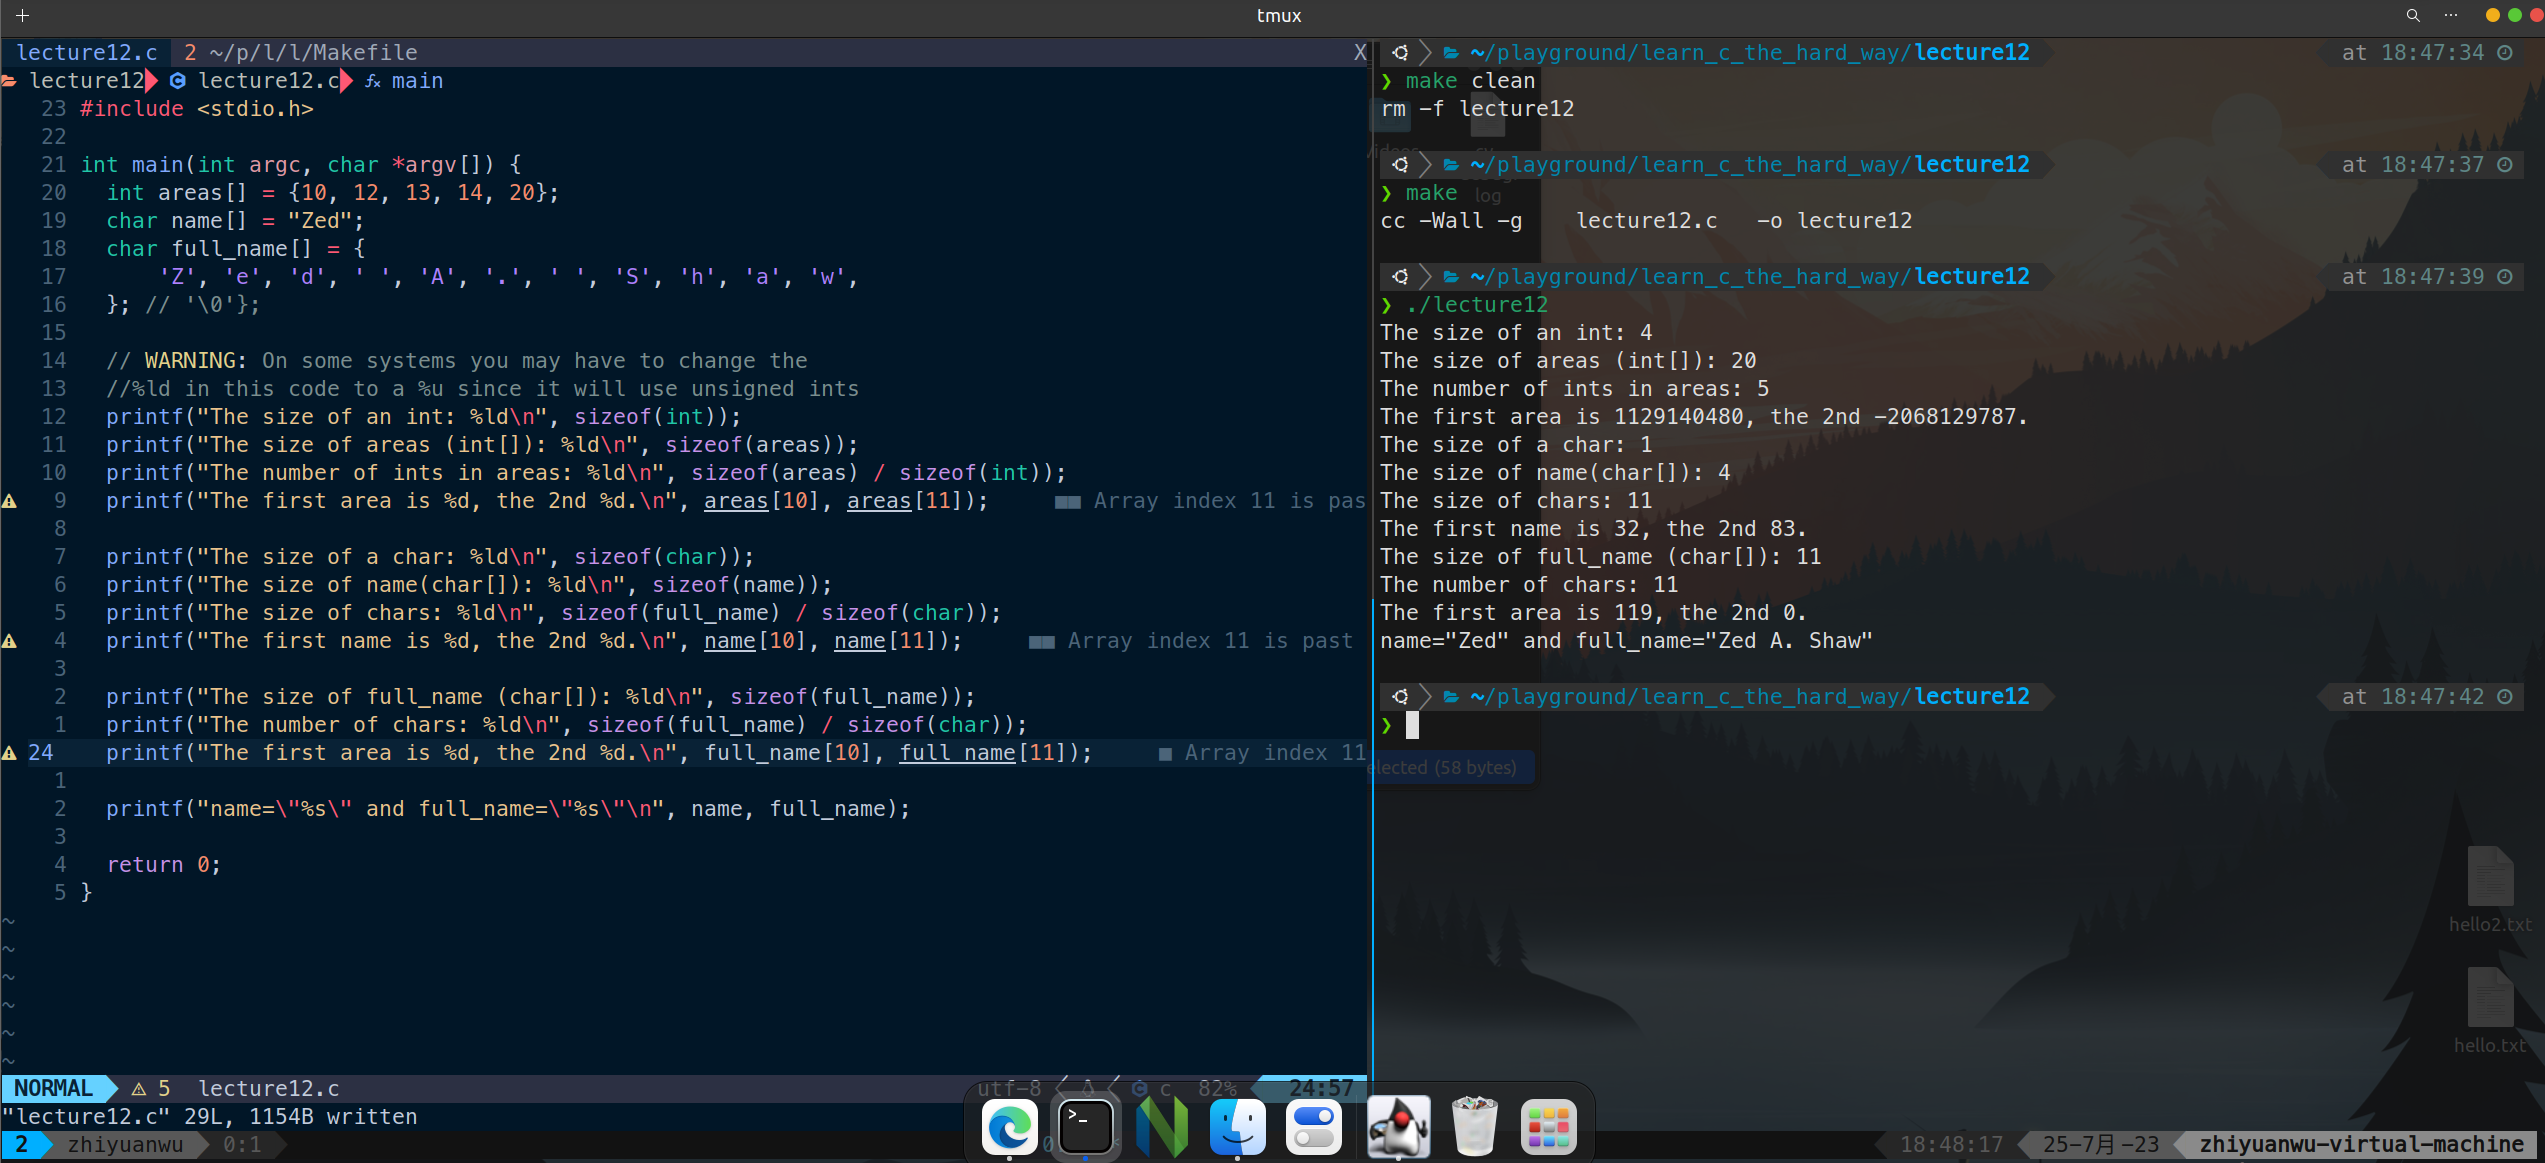 tmux
lecture12.c 2 ~/p/l/l/Makefile X
lecture12 lecture12.c main
23 #include <stdio.h>
22
21 int main(int argc, char *argv[]) {
20 int areas[] = {10, 12, 13, 14, 20};
19 char name[] = "Zed";
18 char full_name[] = {
17 'Z', 'e', 'd', ' ', 'A', '.', ' ', 'S', 'h', 'a', 'w',
16 }; // '\0'};
15
14 // WARNING: On some systems you may have to change the
13 //%ld in this code to a %u since it will use unsigned ints
12 printf("The size of an int: %ld\n", sizeof(int));
11 printf("The size of areas (int[]): %ld\n", sizeof(areas));
10 printf("The number of ints in areas: %ld\n", sizeof(areas) / sizeof(int));
9 printf("The first area is %d, the 2nd %d.\n", areas[10], areas[11]); ■■ Array index 11 is pas
8
7 printf("The size of a char: %ld\n", sizeof(char));
6 printf("The size of name(char[]): %ld\n", sizeof(name));
5 printf("The size of chars: %ld\n", sizeof(full_name) / sizeof(char));
4 printf("The first name is %d, the 2nd %d.\n", name[10], name[11]); ■■ Array index 11 is past
3
2 printf("The size of full_name (char[]): %ld\n", sizeof(full_name));
1 printf("The number of chars: %ld\n", sizeof(full_name) / sizeof(char));
24 printf("The first area is %d, the 2nd %d.\n", full_name[10], full_name[11]); ■ Array index 11
1
2 printf("name=\"%s\" and full_name=\"%s\"\n", name, full_name);
3
4 return 0;
5 }
~
~
~
~
~
~
NORMAL 5 lecture12.c utf-8 c 82% 24:57
"lecture12.c" 29L, 1154B written
2 zhiyuanwu 0:1
~/playground/learn_c_the_hard_way/lecture12 at 18:47:34
❯ make clean
rm -f lecture12
~/playground/learn_c_the_hard_way/lecture12 at 18:47:37
❯ make
log
cc -Wall -g lecture12.c -o lecture12
~/playground/learn_c_the_hard_way/lecture12 at 18:47:39
❯ ./lecture12
The size of an int: 4
The size of areas (int[]): 20
The number of ints in areas: 5
The first area is 1129140480, the 2nd -2068129787.
The size of a char: 1
The size of name(char[]): 4
The size of chars: 11
The first name is 32, the 2nd 83.
The size of full_name (char[]): 11
The number of chars: 11
The first area is 119, the 2nd 0.
name="Zed" and full_name="Zed A. Shaw"
~/playground/learn_c_the_hard_way/lecture12 at 18:47:42
❯
elected (58 bytes)
hello2.txt
hello.txt
18:48:17 25-7月-23 zhiyuanwu-virtual-machine